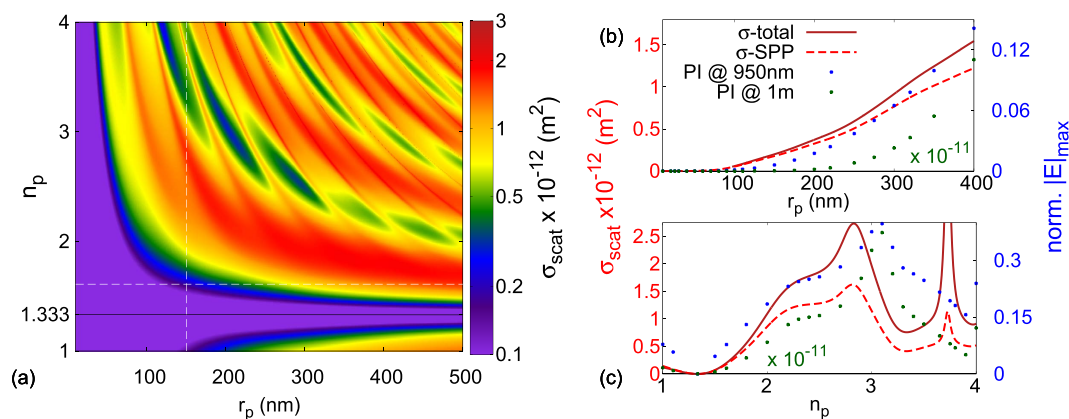 (a)
n_p
4
3
2
1.333
1
100
200
300
400
500
r_p (nm)
3
2
1
0.5
0.2
0.1
σ_scat x 10^-12 (m^2)
(b)
σ-total
σ-SPP
PI @ 950nm
PI @ 1m
x 10^-11
1.5
1
0.5
0
100
200
300
400
r_p (nm)
0.12
0.06
0
σ_scat x10^-12 (m^2)
norm. |E|_max
(c)
x 10^-11
2.5
2
1.5
1
0.5
0
1
2
3
4
n_p
0.3
0.15
0